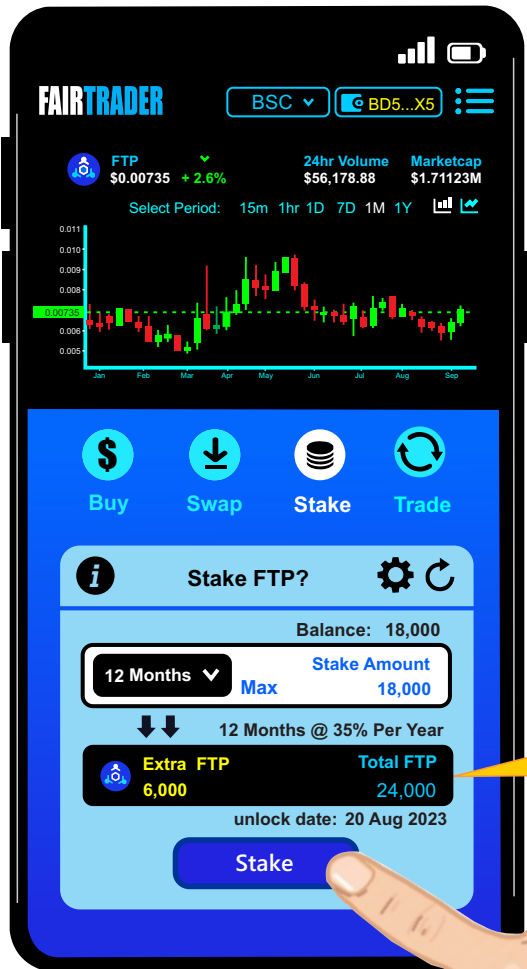 FAIRTRADER
BSC
BD5...X5
FTP 24hr Volume Marketcap
$0.00735 + 2.6% $56,178.88 $1.71123M
Select Period: 15m 1hr 1D 7D 1M 1Y
0.011
0.010
0.009
0.008
0.00735
0.006
0.005
Jan Feb Mar Apr May Jun Jul Aug Sep
$
Buy Swap Stake Trade
i
Stake FTP?
Balance: 18,000
12 Months Max Stake Amount
18,000
12 Months @ 35% Per Year
Extra FTP Total FTP
6,000 24,000
unlock date: 20 Aug 2023
Stake